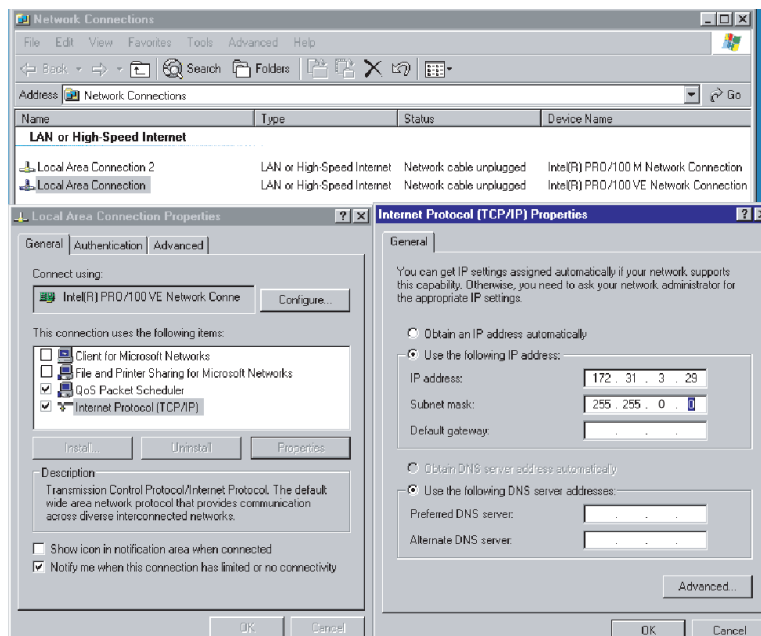 Network Connections
File Edit View Favorites Tools Advanced Help
Back Search Folders
Address Network Connections Go
Name Type Status Device Name
LAN or High-Speed Internet
Local Area Connection 2 LAN or High-Speed Internet Network cable unplugged Intel(R) PRO/100 M Network Connection
Local Area Connection LAN or High-Speed Internet Network cable unplugged Intel(R) PRO/100 VE Network Connection
Local Area Connection Properties
General Authentication Advanced
Connect using:
Intel(R) PRO/100 VE Network Conne Configure...
This connection uses the following items:
Client for Microsoft Networks
File and Printer Sharing for Microsoft Networks
QoS Packet Scheduler
Internet Protocol (TCP/IP)
Install... Uninstall Properties
Description
Transmission Control Protocol/Internet Protocol. The default
wide area network protocol that provides communication
across diverse interconnected networks.
Show icon in notification area when connected
Notify me when this connection has limited or no connectivity
OK Cancel
Internet Protocol (TCP/IP) Properties
General
You can get IP settings assigned automatically if your network supports
this capability. Otherwise, you need to ask your network administrator for
the appropriate IP settings.
Obtain an IP address automatically
Use the following IP address:
IP address: 172 . 31 . 3 . 29
Subnet mask: 255 . 255 . 0 . 0
Default gateway: . . .
Obtain DNS server address automatically
Use the following DNS server addresses:
Preferred DNS server: . . .
Alternate DNS server: . . .
Advanced...
OK Cancel